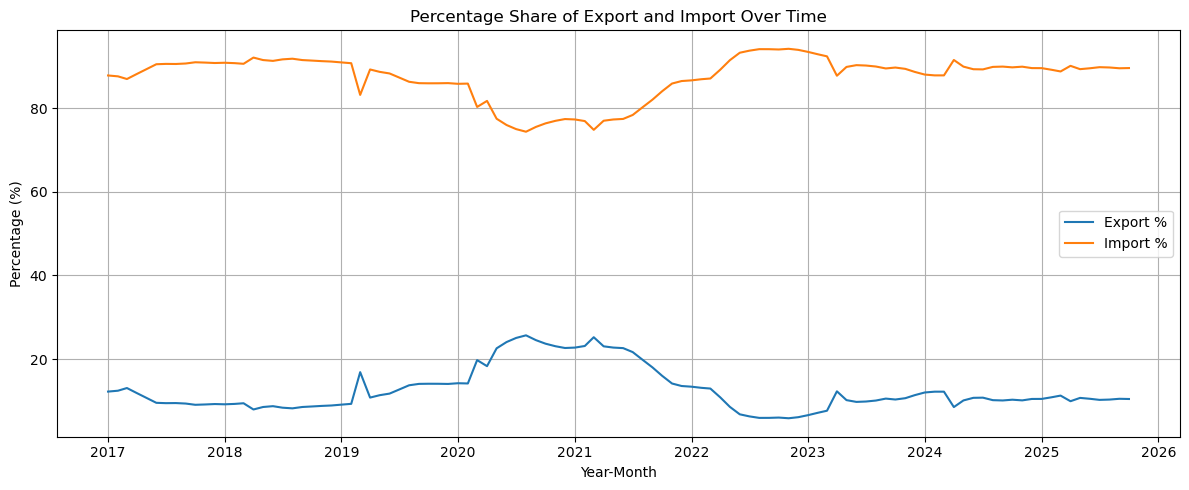 Percentage Share of Export and Import Over Time
Percentage (%)
80
60
40
20
Export %
Import %
2017 2018 2019 2020 2021 2022 2023 2024 2025 2026
Year-Month